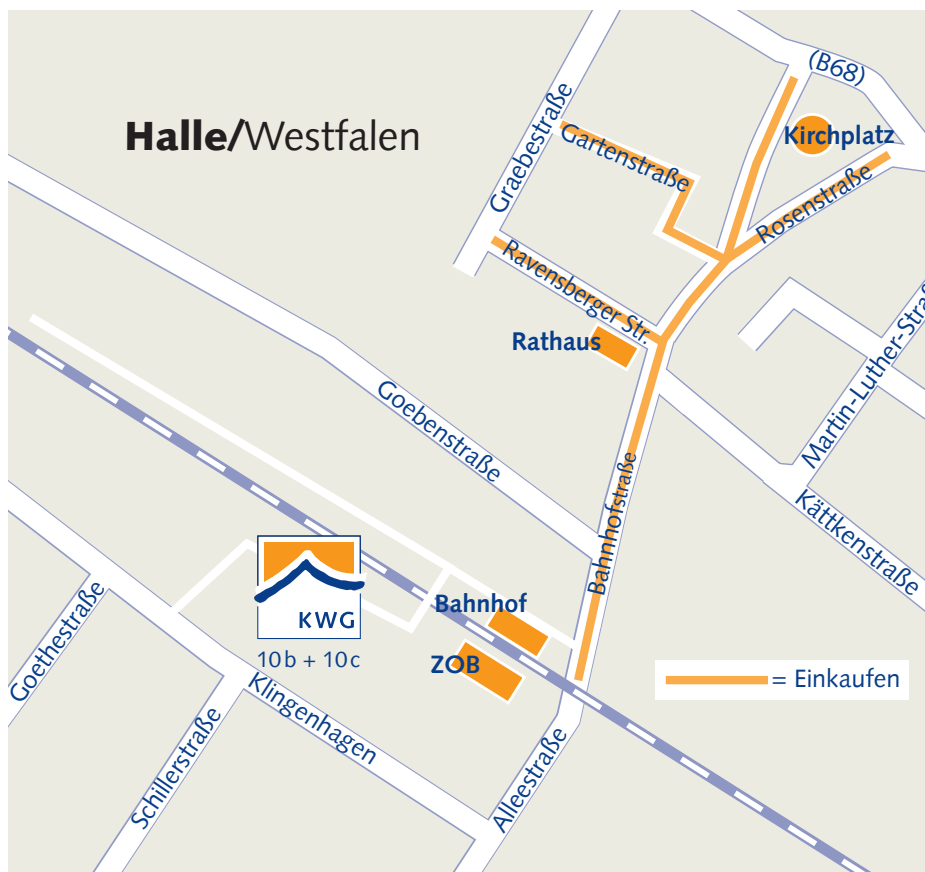 (B68)
Halle/Westfalen
Kirchplatz
Graebestraße
Gartenstraße
Rosenstraße
Ravensberger Str.
Rathaus
Martin-Luther-Straß
Goebenstraße
Bahnhofstraße
Kättkenstraße
KWG
10b + 10c
Bahnhof
ZOB
= Einkaufen
Goethestraße
Klingenhagen
Schillerstraße
Alleestraße